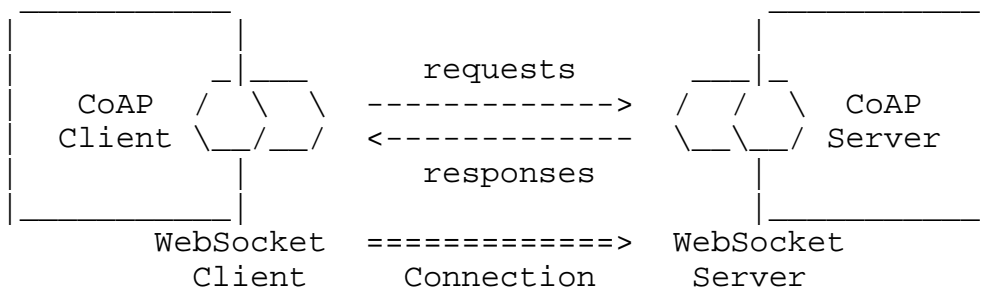 requests
CoAP -------------> CoAP
Client <------------- Server
responses
WebSocket =============> WebSocket
Client Connection Server